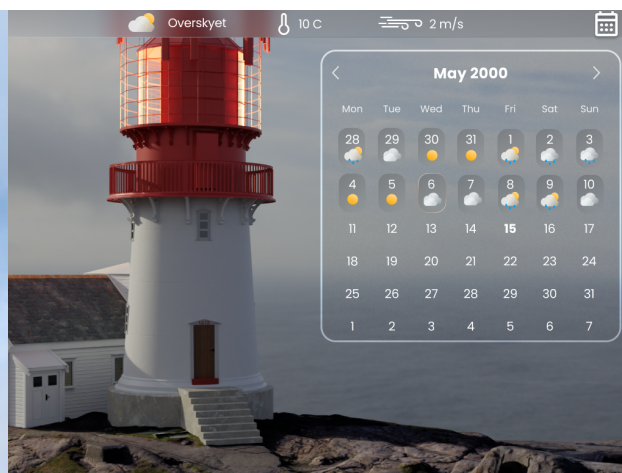 Overskyet 10 C 2 m/s
May 2000
Mon Tue Wed Thu Fri Sat Sun
28 29 30 31 1 2 3
4 5 6 7 8 9 10
11 12 13 14 15 16 17
18 19 20 21 22 23 24
25 26 27 28 29 30 31
1 2 3 4 5 6 7